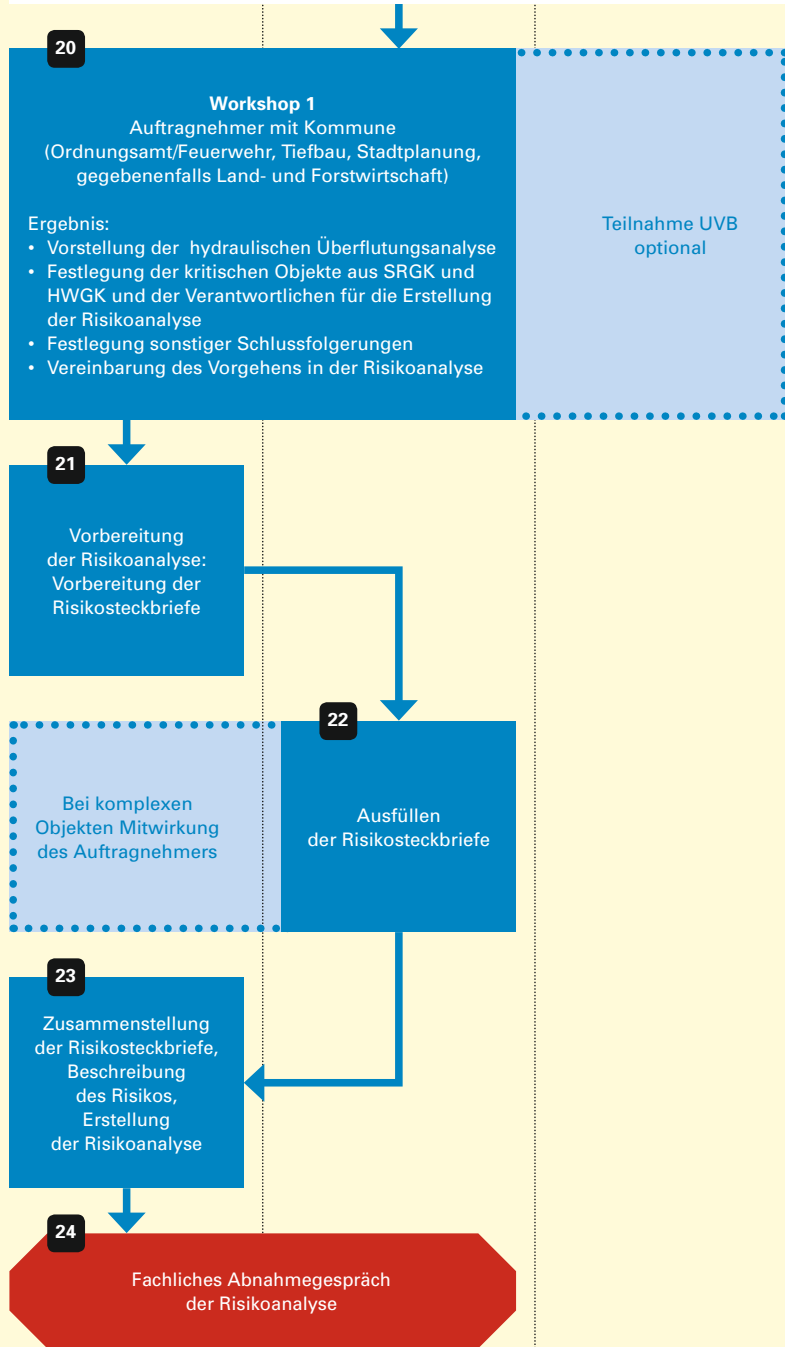 20
Workshop 1
Auftragnehmer mit Kommune
(Ordnungsamt/Feuerwehr, Tiefbau, Stadtplanung,
gegebenenfalls Land- und Forstwirtschaft)
Ergebnis:
• Vorstellung der hydraulischen Überflutungsanalyse
• Festlegung der kritischen Objekte aus SRGK und
HWGK und der Verantwortlichen für die Erstellung
der Risikoanalyse
• Festlegung sonstiger Schlussfolgerungen
• Vereinbarung des Vorgehens in der Risikoanalyse
Teilnahme UVB
optional
21
Vorbereitung
der Risikoanalyse:
Vorbereitung der
Risikosteckbriefe
22
Bei komplexen
Objekten Mitwirkung
des Auftragnehmers
Ausfüllen
der Risikosteckbriefe
23
Zusammenstellung
der Risikosteckbriefe,
Beschreibung
des Risikos,
Erstellung
der Risikoanalyse
24
Fachliches Abnahmegespräch
der Risikoanalyse